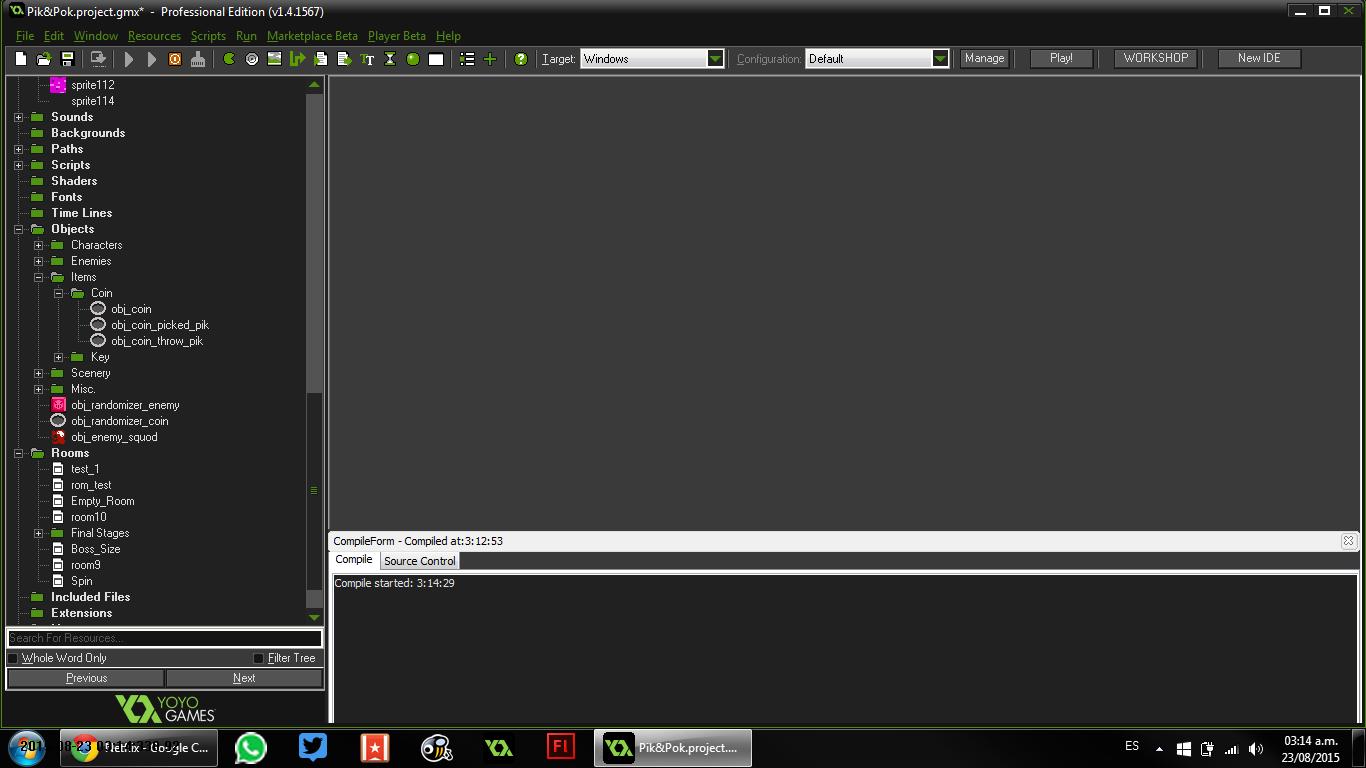 Pik&Pok.project.gmx* - Professional Edition (v1.4.1567)
File Edit Window Resources Scripts Run Marketplace Beta Player Beta Help
Target: Windows Configuration: Default Manage Play! WORKSHOP New IDE
sprite112
sprite114
Sounds
Backgrounds
Paths
Scripts
Shaders
Fonts
Time Lines
Objects
Characters
Enemies
Items
Coin
obj_coin
obj_coin_picked_pik
obj_coin_throw_pik
Key
Scenery
Misc.
obj_randomizer_enemy
obj_randomizer_coin
obj_enemy_squod
Rooms
test_1
rom_test
Empty_Room
room10
Final Stages
Boss_Size
room9
Spin
Included Files
Extensions
Search For Resources...
Whole Word Only Filter Tree
Previous Next
YOYO
GAMES
CompileForm - Compiled at:3:12:53
Compile Source Control
Compile started: 3:14:29
Netflix - Google C...
FI
Pik&Pok.project....
ES
03:14 a.m.
23/08/2015